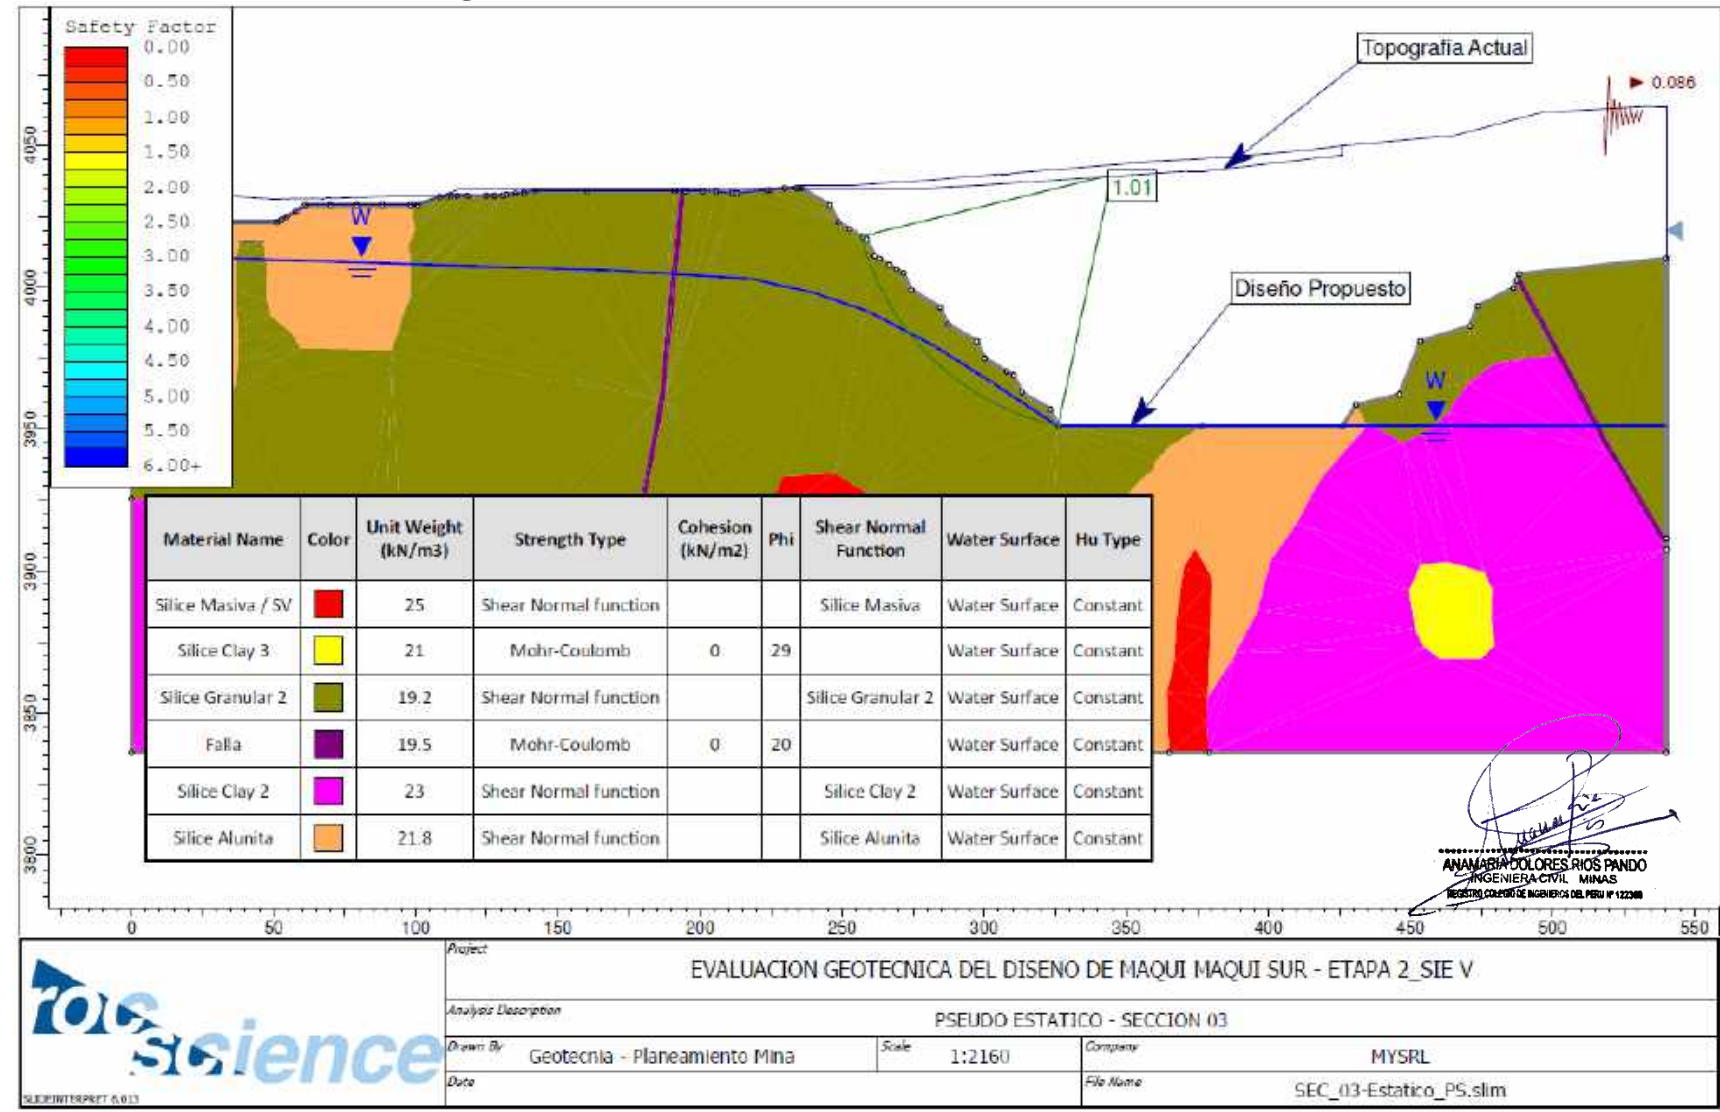 Safety Factor
0.00
0.50
1.00
1.50
2.00
2.50
3.00
3.50
4.00
4.50
5.00
5.50
6.00+
Topografia Actual
0.086
1.01
Diseño Propuesto
W
W
4050
4000
3950
3900
3850
3800
Material Name Color Unit Weight (kN/m3) Strength Type Cohesion (kN/m2) Phi Shear Normal Function Water Surface Hu Type
Silice Masiva / SV 25 Shear Normal function Silice Masiva Water Surface Constant
Silice Clay 3 21 Mohr-Coulomb 0 29 Water Surface Constant
Silice Granular 2 19.2 Shear Normal function Silice Granular 2 Water Surface Constant
Falla 19.5 Mohr-Coulomb 0 20 Water Surface Constant
Silice Clay 2 23 Shear Normal function Silice Clay 2 Water Surface Constant
Silice Alunita 21.8 Shear Normal function Silice Alunita Water Surface Constant
ANAMARIA DOLORES RIOS PANDO
INGENIERA CIVIL MINAS
REGISTRO COLEGIO DE INGENIEROS DEL PERU Nº
0 50 100 150 200 250 300 350 400 450 500 550
rocscience
SLIDEINTERPRET 6.013
Project
EVALUACION GEOTECNICA DEL DISENO DE MAQUI MAQUI SUR - ETAPA 2_SIE V
Analysis Description
PSEUDO ESTATICO - SECCION 03
Drawn By Geotecnia - Planeamiento Mina Scale 1:2160 Company MYSRL
Date File Name SEC_03-Estatico_PS.slim